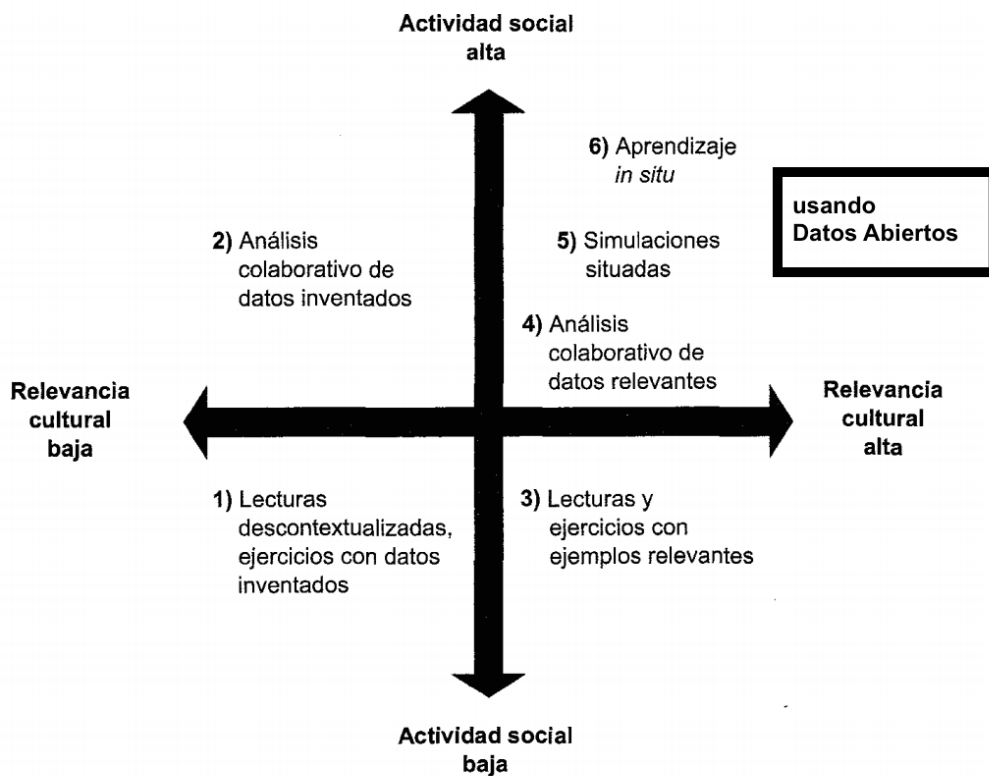 Actividad social
alta
6) Aprendizaje
in situ
usando
Datos Abiertos
2) Análisis
colaborativo de
datos inventados
5) Simulaciones
situadas
4) Análisis
colaborativo de
datos relevantes
Relevancia
cultural
baja
Relevancia
cultural
alta
1) Lecturas
descontextualizadas,
ejercicios con datos
inventados
3) Lecturas y
ejercicios con
ejemplos relevantes
Actividad social
baja